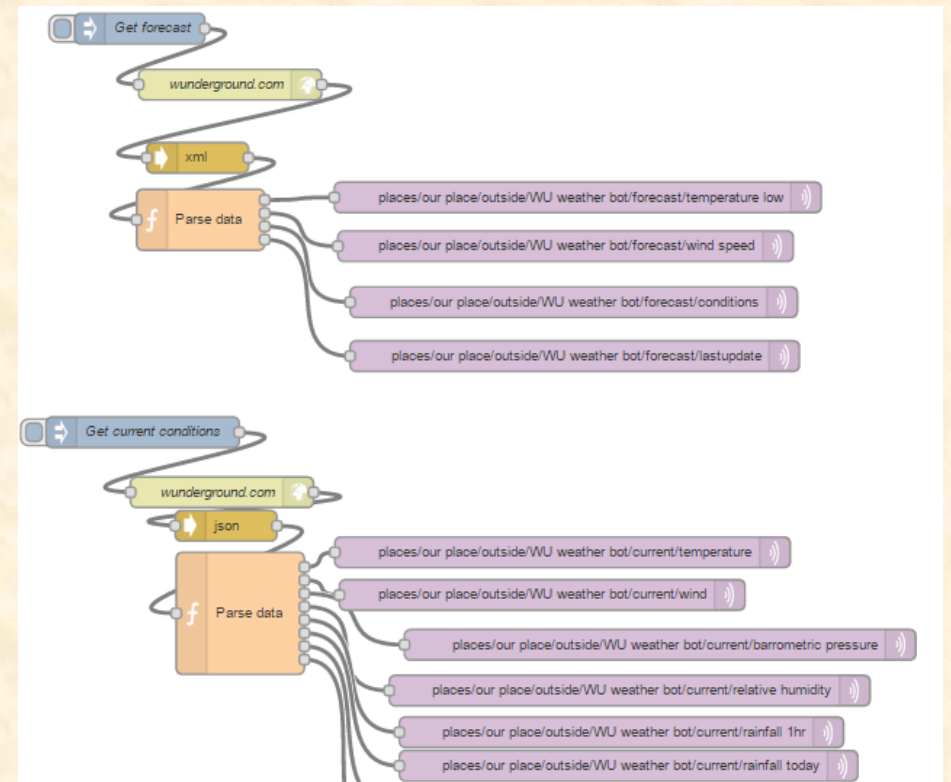 Get forecast
wunderground.com
xml
Parse data
places/our place/outside/WU weather bot/forecast/temperature low
places/our place/outside/WU weather bot/forecast/wind speed
places/our place/outside/WU weather bot/forecast/conditions
places/our place/outside/WU weather bot/forecast/lastupdate
Get current conditions
wunderground.com
json
Parse data
places/our place/outside/WU weather bot/current/temperature
places/our place/outside/WU weather bot/current/wind
places/our place/outside/WU weather bot/current/barrometric pressure
places/our place/outside/WU weather bot/current/relative humidity
places/our place/outside/WU weather bot/current/rainfall 1hr
places/our place/outside/WU weather bot/current/rainfall today